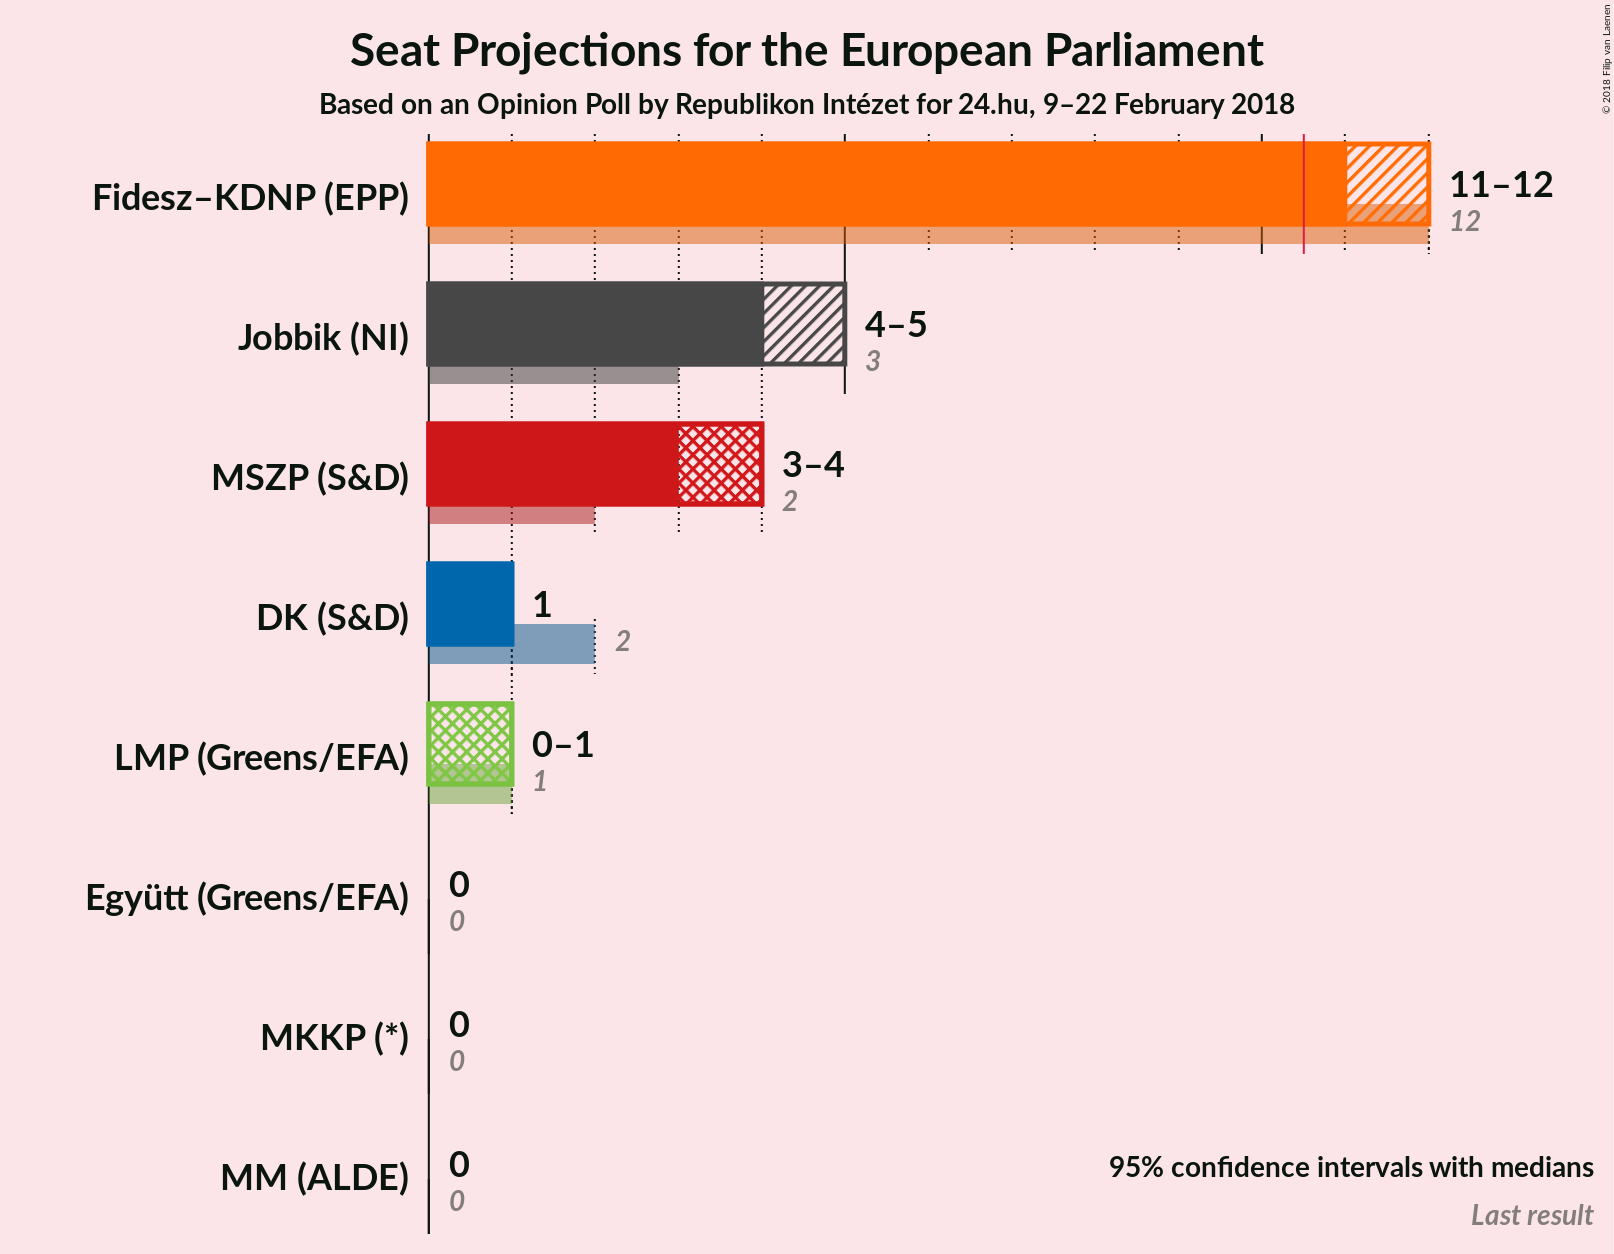 Seat Projections for the European Parliament
Based on an Opinion Poll by Republikon Intézet for 24.hu, 9–22 February 2018
© 2018 Filip van Laenen
Fidesz–KDNP (EPP)
11–12
12
Jobbik (NI)
4–5
3
MSZP (S&D)
3–4
2
DK (S&D)
1
2
LMP (Greens/EFA)
0–1
1
Együtt (Greens/EFA)
0
0
MKKP (*)
0
0
MM (ALDE)
0
0
95% confidence intervals with medians
Last result